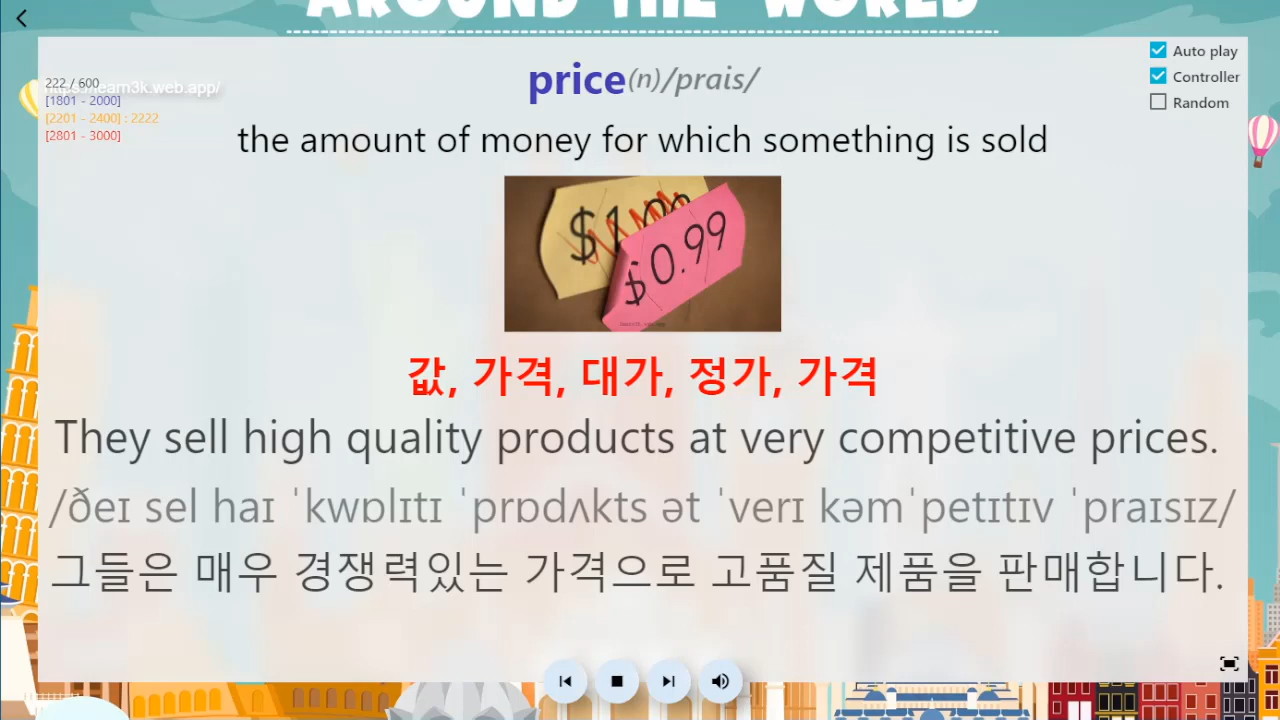 AROUND THE WORLD
222 / 600
https://learn3k.web.app/
[1801 - 2000]
[2201 - 2400] : 2222
[2801 - 3000]
Auto play
Controller
Random
price(n)/prais/
the amount of money for which something is sold
$0.99
값, 가격, 대가, 정가, 가격
They sell high quality products at very competitive prices.
/ðeɪ sel haɪ ˈkwɒlɪtɪ ˈprɒdʌkts ət ˈverɪ kəmˈpetɪtɪv ˈpraɪsɪz/
그들은 매우 경쟁력있는 가격으로 고품질 제품을 판매합니다.